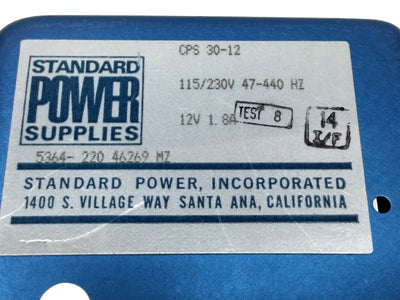 CPS 30-12
STANDARD
POWER
SUPPLIES
115/230V 47-440 HZ
12V 1.8A
TEST 8
14
I/F
5364- 220 46269 MZ
STANDARD POWER, INCORPORATED
1400 S. VILLAGE WAY SANTA ANA, CALIFORNIA